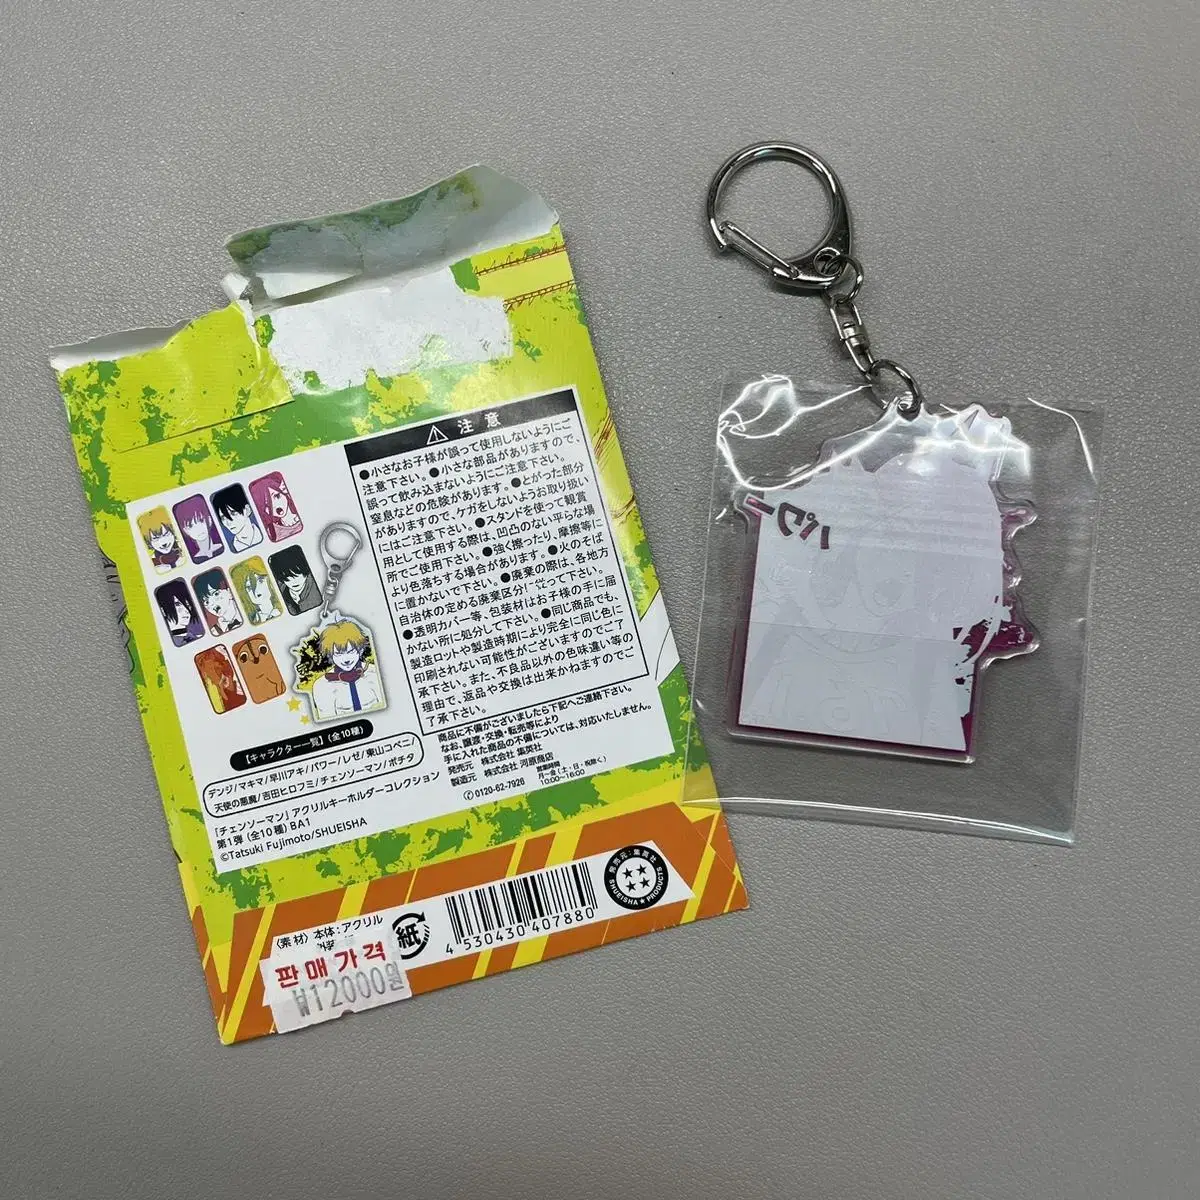 ⚠ 注意
●小さなお子様が誤って使用しないようにご
注意下さい。●小さな部品がありますので、
誤って飲み込まないようにご注意下さい。
窒息などの危険があります。●とがった部分
がありますので、ケガをしないようお取り扱い
にはご注意下さい。●スタンドを使って観賞
用として使用する際は、凹凸のない平らな場
所でご使用下さい。●強く擦ったり、摩擦等に
より色落ちする場合があります。●火のそば
に置かないで下さい。●廃棄の際は、各地方
自治体の定める廃棄区分に従って下さい。
●透明カバー等、包装材はお子様の手に届
かない所に処分して下さい。●同じ商品でも、
製造ロットや製造時期により完全に同じ色に
印刷されない可能性がございますのでご了
承下さい。また、不良品以外の色味違い等の
理由で、返品や交換は出来かねますのでご
了承下さい。
【キャラクター一覧】(全10種)
デンジ/マキマ/早川アキ/パワー/レゼ/東山コベニ/
天使の悪魔/吉田ヒロフミ/チェンソーマン/ポチタ
「チェンソーマン」アクリルキーホルダーコレクション
第1弾(全10種)BA1
©Tatsuki Fujimoto/SHUEISHA
商品に不備がございましたら下記へご連絡下さい。
なお、譲渡・交換・転売等により
手に入れた商品の不備については、対応いたしません。
発売元 株式会社 集英社
製造元 株式会社 河原商店
✆0120-62-7926
営業時間
月〜金(土・日・祝除く)
10:00〜16:00
〈素材〉本体:アクリル
紙
판매가격
₩12000원
4 530430 407880
発売元:集英社
SHUEISHA★PRODUCTS
パワー